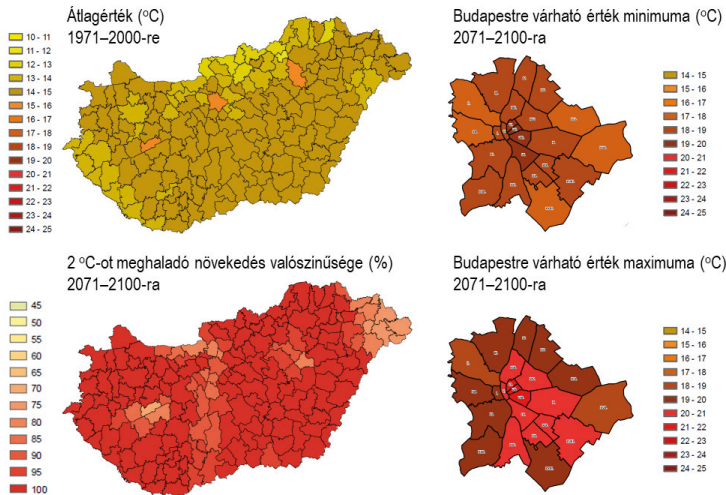 Átlagérték (°C)
1971–2000-re
10 - 11
11 - 12
12 - 13
13 - 14
14 - 15
15 - 16
16 - 17
17 - 18
18 - 19
19 - 20
20 - 21
21 - 22
22 - 23
23 - 24
24 - 25
Budapestre várható érték minimuma (°C)
2071–2100-ra
14 - 15
15 - 16
16 - 17
17 - 18
18 - 19
19 - 20
20 - 21
21 - 22
22 - 23
23 - 24
24 - 25
2 °C-ot meghaladó növekedés valószínűsége (%)
2071–2100-ra
45
50
55
60
65
70
75
80
85
90
95
100
Budapestre várható érték maximuma (°C)
2071–2100-ra
14 - 15
15 - 16
16 - 17
17 - 18
18 - 19
19 - 20
20 - 21
21 - 22
22 - 23
23 - 24
24 - 25